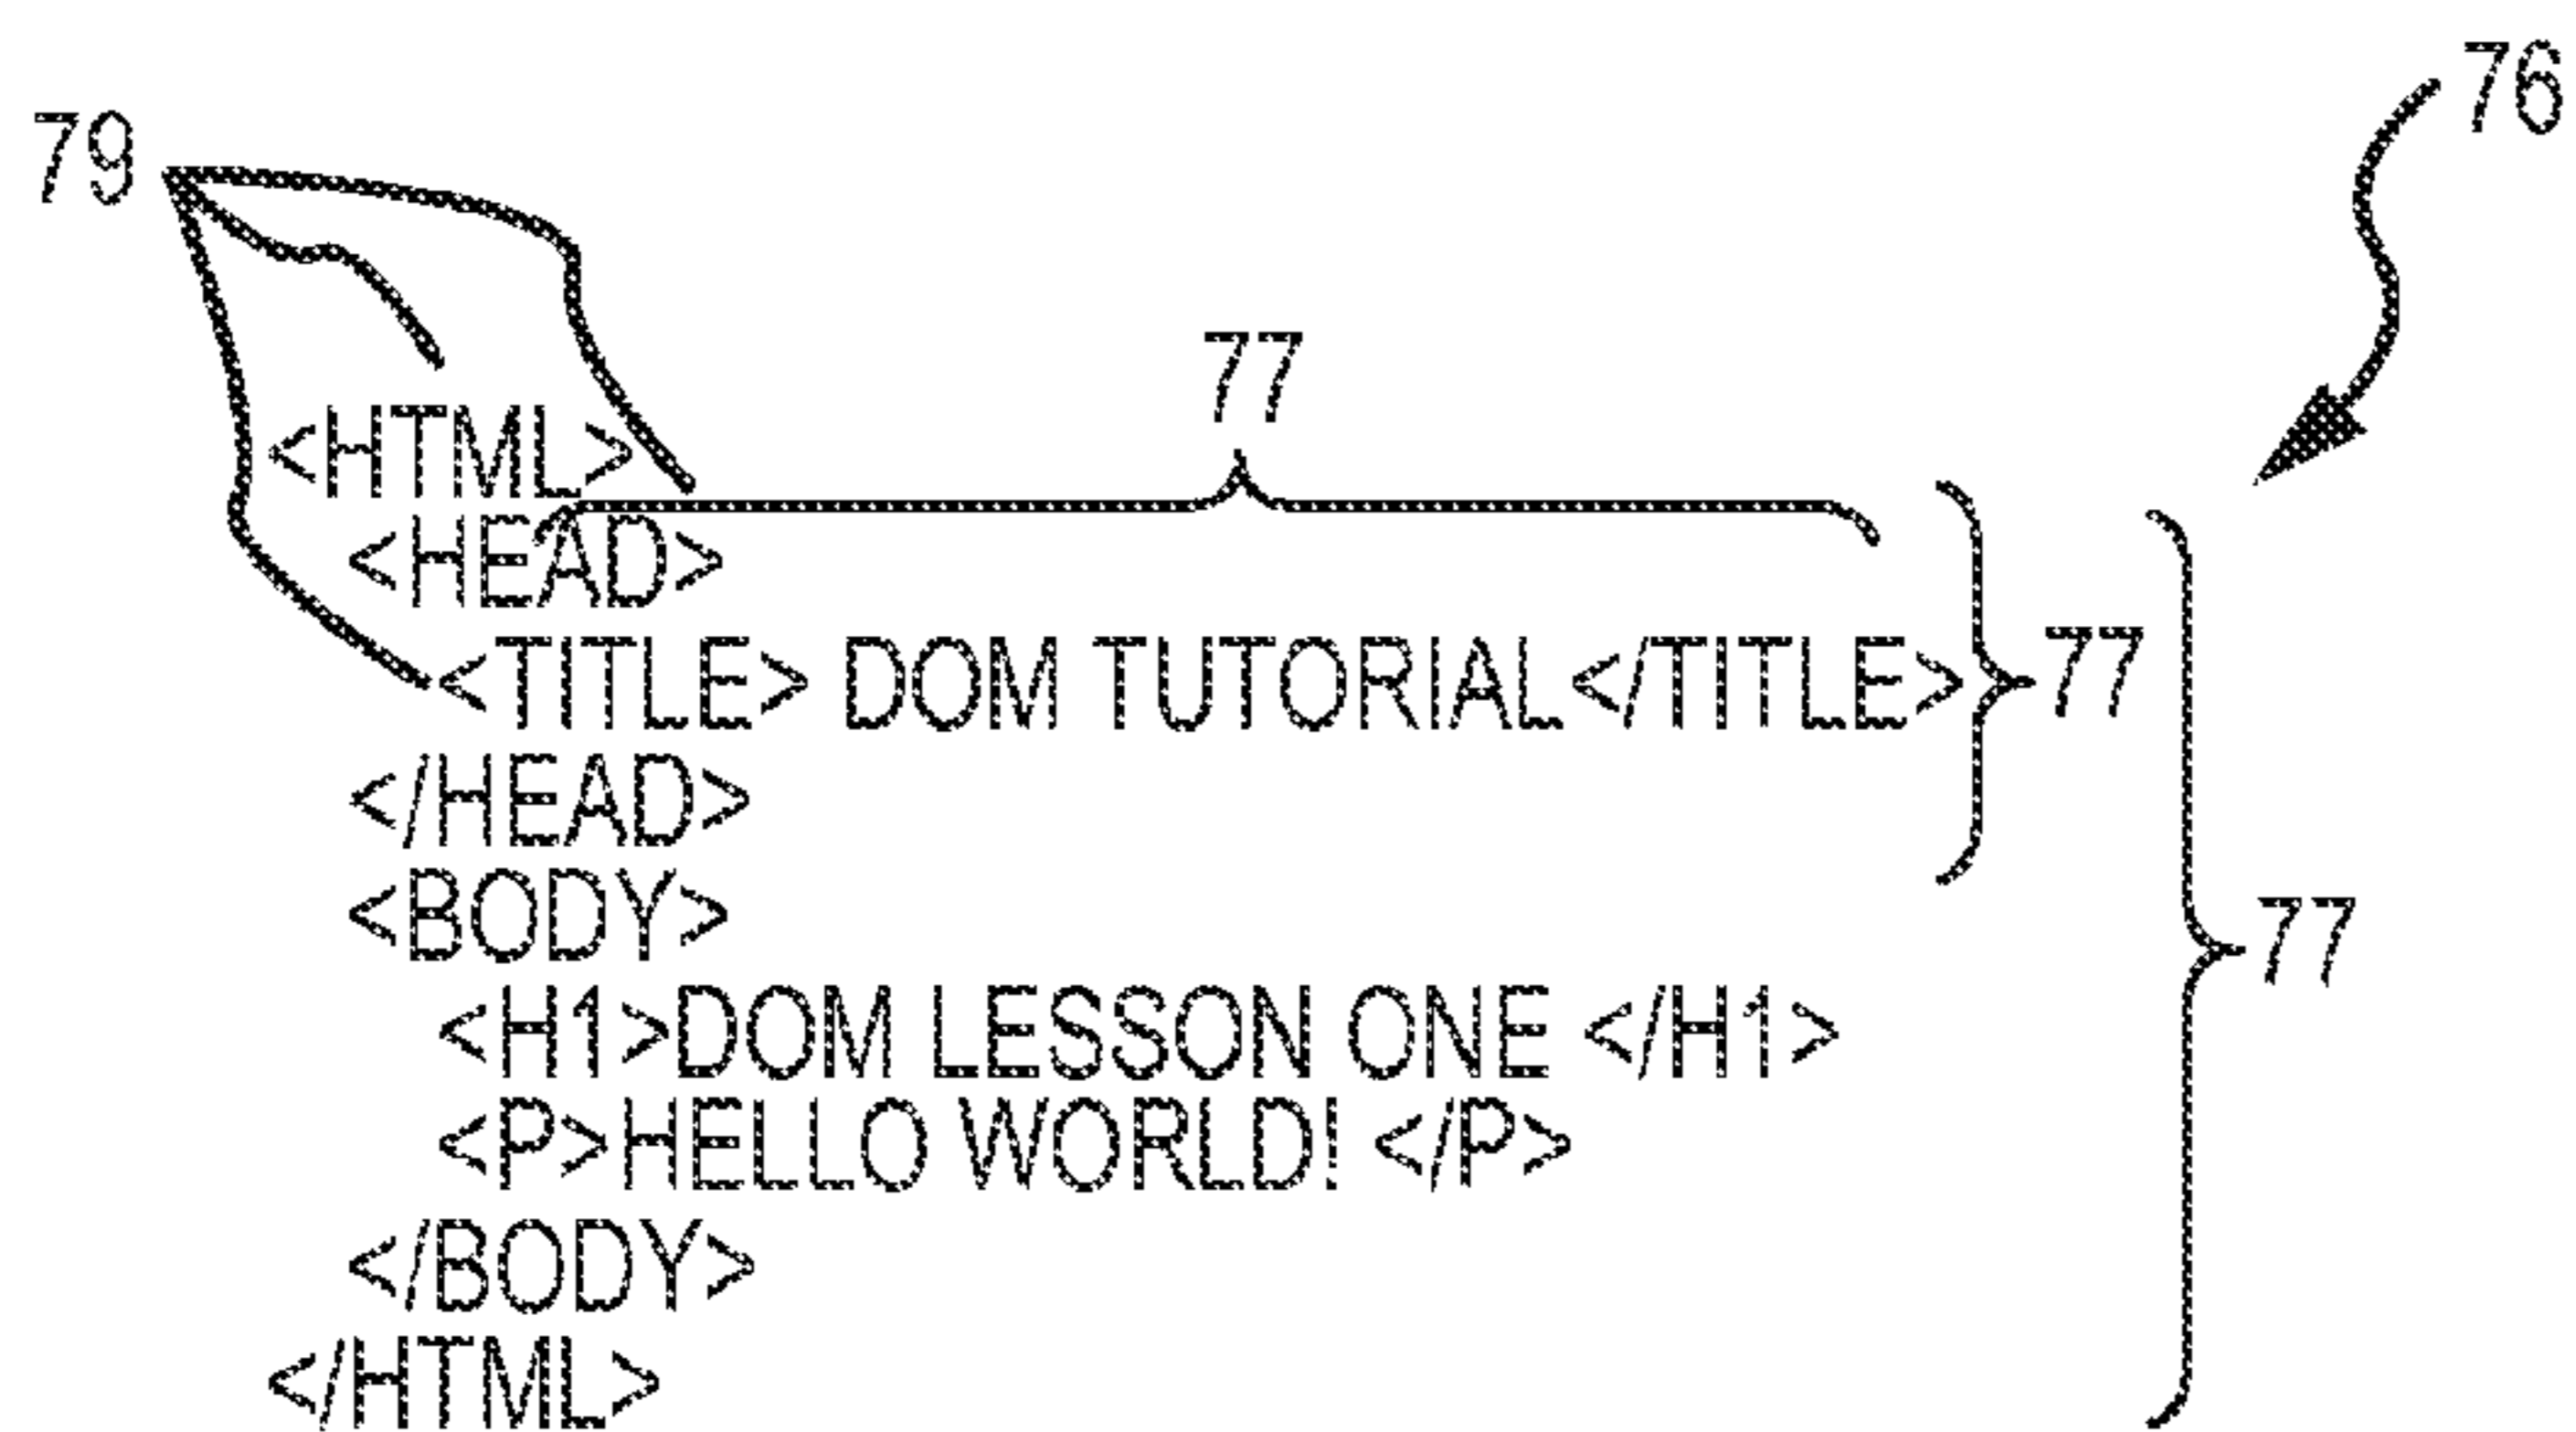 76
79
77
<HTML>
<HEAD>
<TITLE> DOM TUTORIAL</TITLE> 77
</HEAD>
<BODY>
77
<H1>DOM LESSON ONE </H1>
<P>HELLO WORLD! </P>
</BODY>
</HTML>